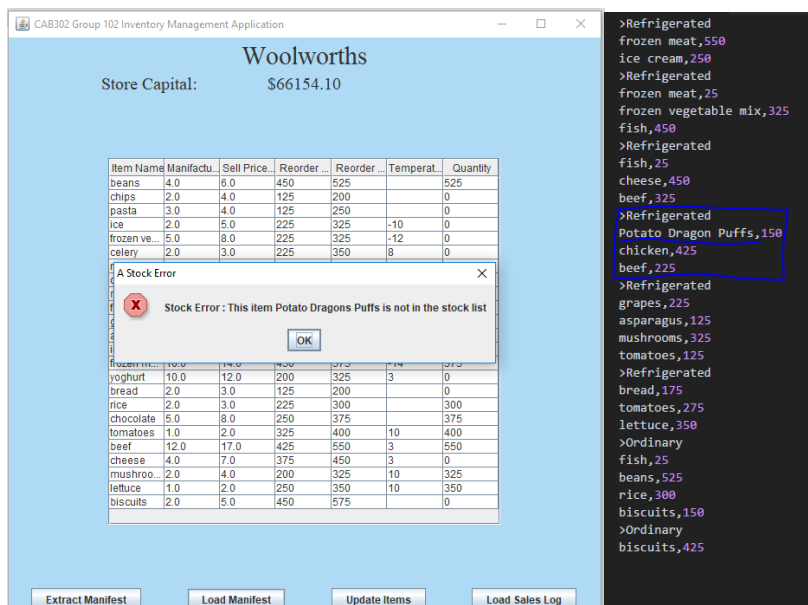 CAB302 Group 102 Inventory Management Application
Woolworths
Store Capital: $66154.10
Item Name Manifactu... Sell Price... Reorder ... Reorder ... Temperat... Quantity
beans 4.0 6.0 450 525 525
chips 2.0 4.0 125 200 0
pasta 3.0 4.0 125 250 0
ice 2.0 5.0 225 325 -10 0
frozen ve... 5.0 8.0 225 325 -12 0
celery 2.0 3.0 225 350 8 0
A Stock Error
Stock Error : This item Potato Dragons Puffs is not in the stock list
OK
yoghurt 10.0 12.0 200 325 3 0
bread 2.0 3.0 125 200 0
rice 2.0 3.0 225 300 300
chocolate 5.0 8.0 250 375 375
tomatoes 1.0 2.0 325 400 10 400
beef 12.0 17.0 425 550 3 550
cheese 4.0 7.0 375 450 3 0
mushroo... 2.0 4.0 200 325 10 325
lettuce 1.0 2.0 250 350 10 350
biscuits 2.0 5.0 450 575 0
Extract Manifest Load Manifest Update Items Load Sales Log
>Refrigerated
frozen meat,550
ice cream,250
>Refrigerated
frozen meat,25
frozen vegetable mix,325
fish,450
>Refrigerated
fish,25
cheese,450
beef,325
>Refrigerated
Potato Dragon Puffs,150
chicken,425
beef,225
>Refrigerated
grapes,225
asparagus,125
mushrooms,325
tomatoes,125
>Refrigerated
bread,175
tomatoes,275
lettuce,350
>Ordinary
fish,25
beans,525
rice,300
biscuits,150
>Ordinary
biscuits,425